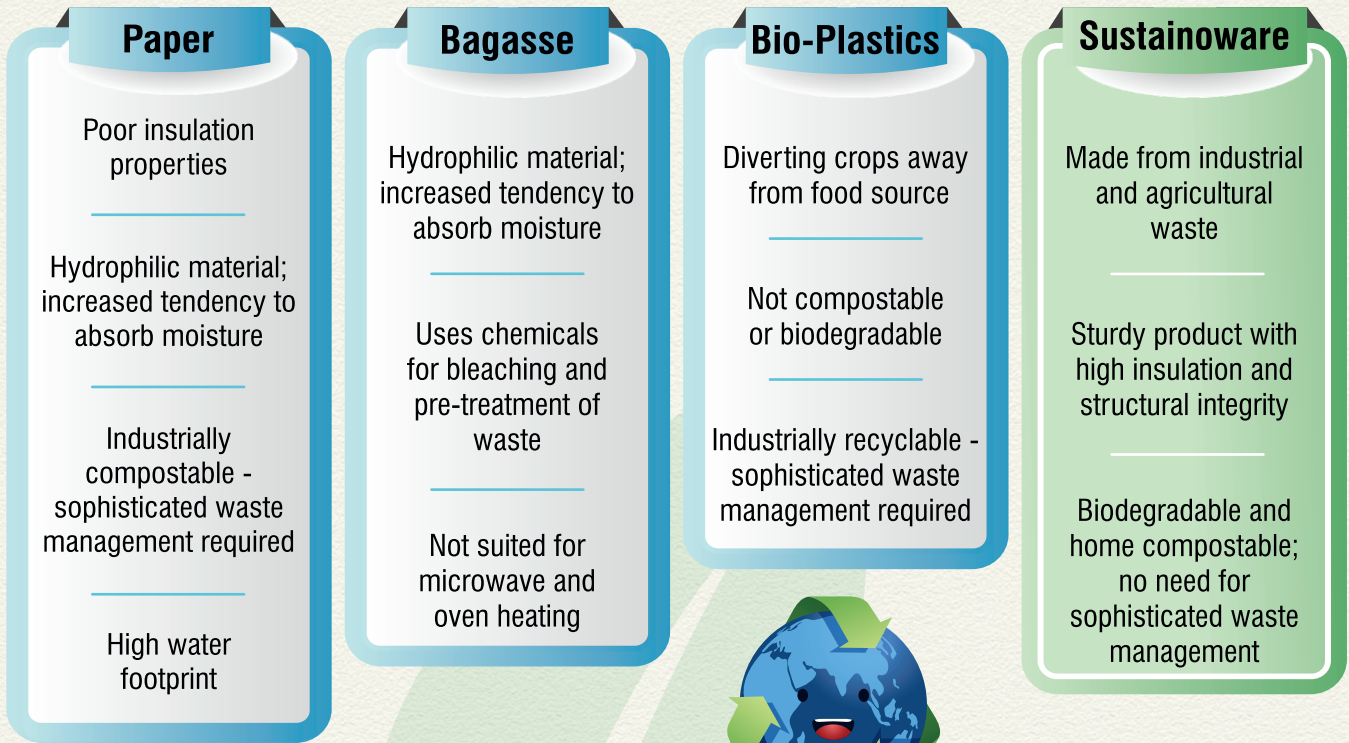 Paper
Poor insulation
properties
Hydrophilic material;
increased tendency to
absorb moisture
Industrially
compostable -
sophisticated waste
management required
High water
footprint
Bagasse
Hydrophilic material;
increased tendency to
absorb moisture
Uses chemicals
for bleaching and
pre-treatment of
waste
Not suited for
microwave and
oven heating
Bio-Plastics
Diverting crops away
from food source
Not compostable
or biodegradable
Industrially recyclable -
sophisticated waste
management required
Sustainoware
Made from industrial
and agricultural
waste
Sturdy product with
high insulation and
structural integrity
Biodegradable and
home compostable;
no need for
sophisticated waste
management